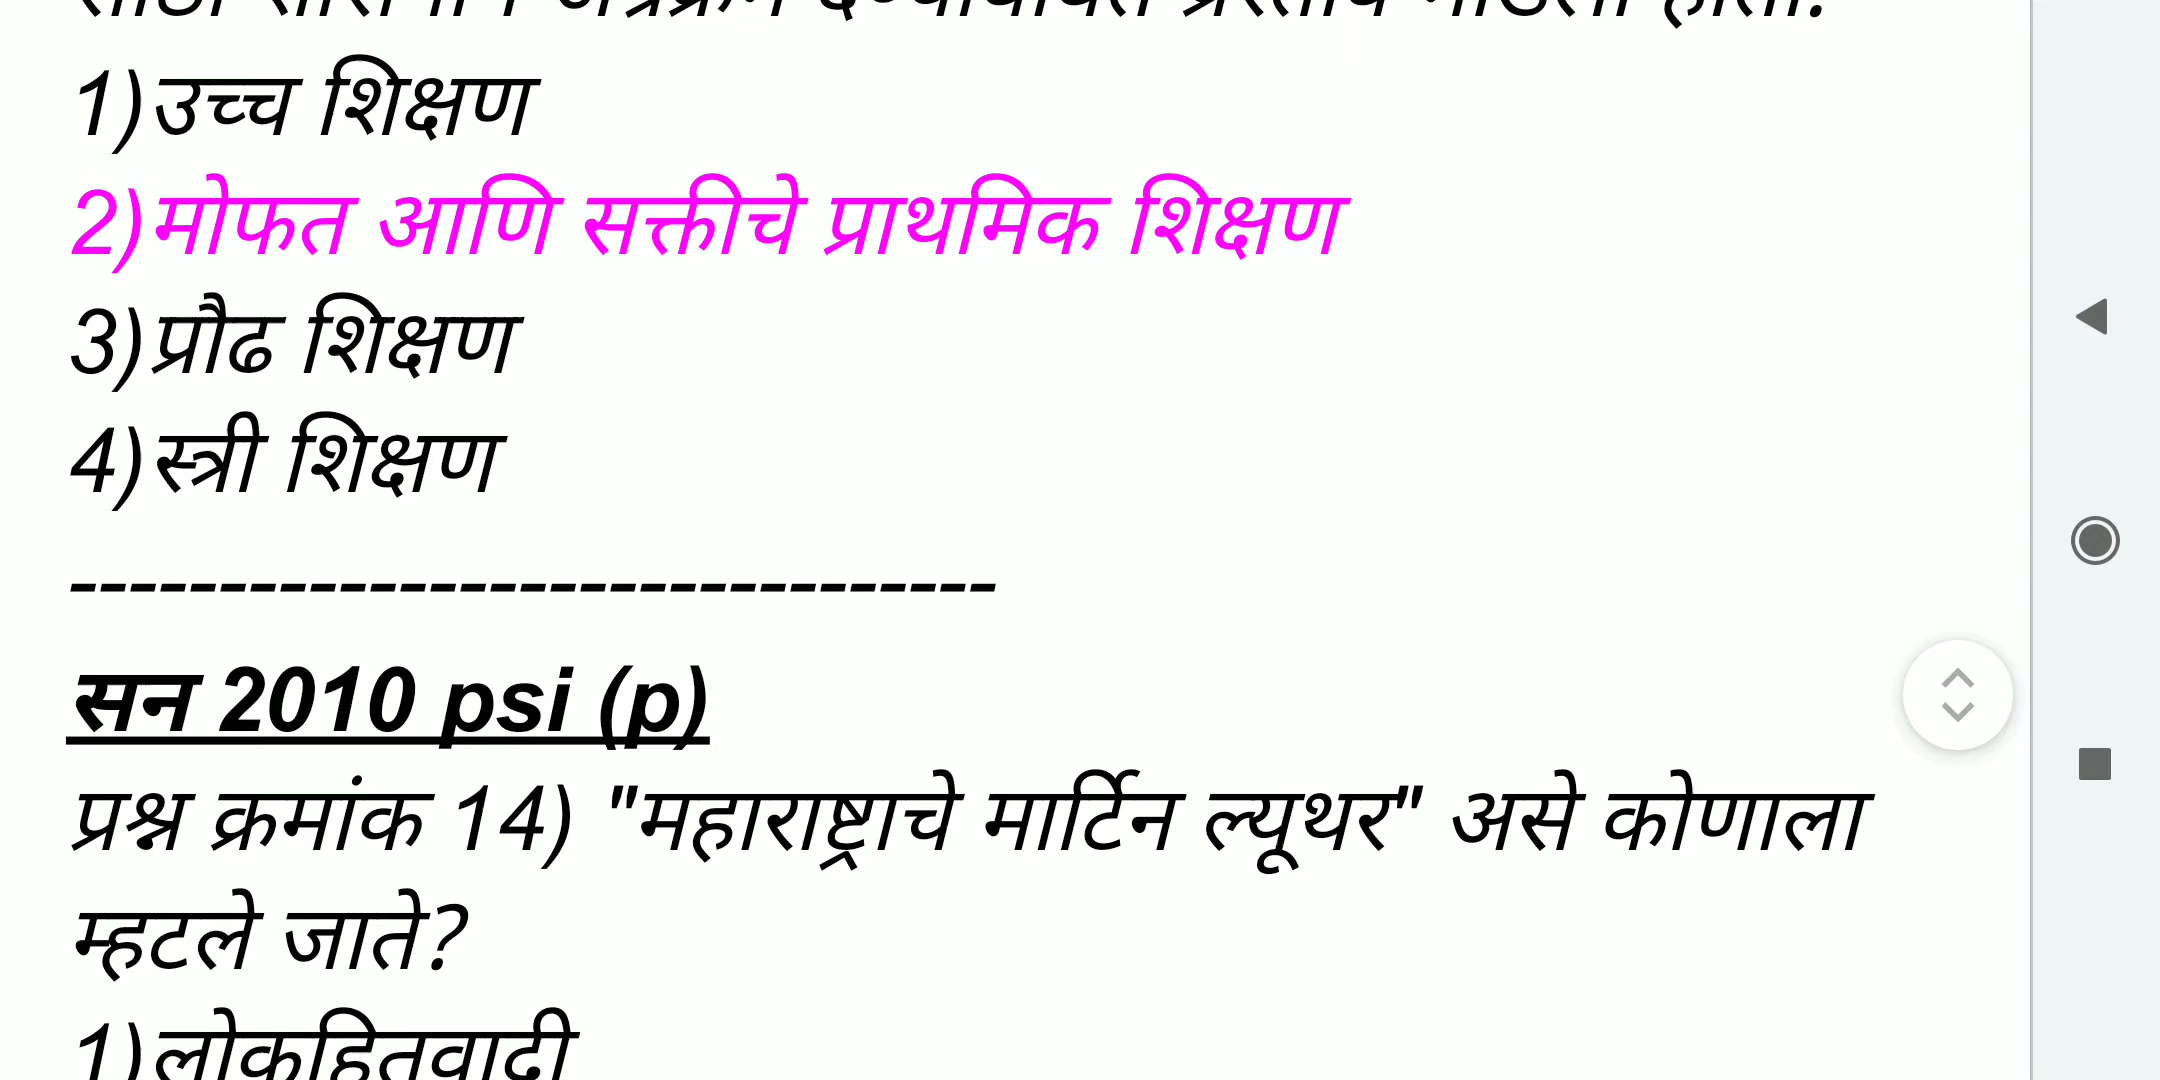 1)उच्च शिक्षण
2)मोफत आणि सक्तीचे प्राथमिक शिक्षण
3)प्रौढ शिक्षण
4)स्त्री शिक्षण
-------------------------------
सन 2010 psi (p)
प्रश्न क्रमांक 14) "महाराष्ट्राचे मार्टिन ल्यूथर" असे कोणाला
म्हटले जाते?
1)लोकहितवादी